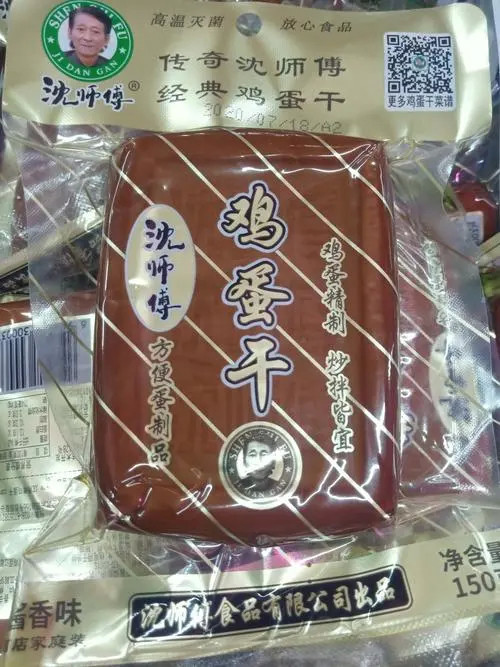 SHEN SHI FU
JI DAN GAN
沈师傅®
高温灭菌 放心食品
传奇沈师傅
经典鸡蛋干
2020/07/18/A2
更多鸡蛋干菜谱
沈师傅
方便蛋制品
鸡蛋干
鸡蛋精制 炒拌皆宜
SHEN SHI FU
JI DAN GAN
酱香味
店家庭装
净含量
150
沈师傅食品有限公司出品